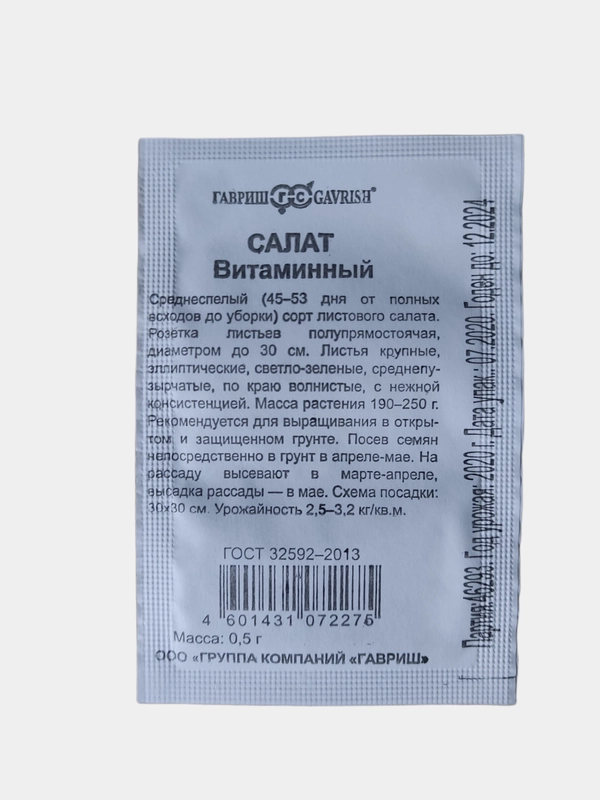 ГАВРИШ ГС GAVRISH®
САЛАТ
Витаминный
Среднеспелый (45–53 дня от полных
всходов до уборки) сорт листового салата.
Розетка листьев полупрямостоячая,
диаметром до 30 см. Листья крупные,
эллиптические, светло-зеленые, среднепу-
зырчатые, по краю волнистые, с нежной
консистенцией. Масса растения 190–250 г.
Рекомендуется для выращивания в откры-
том и защищенном грунте. Посев семян
непосредственно в грунт в апреле-мае. На
рассаду высевают в марте-апреле,
высадка рассады — в мае. Схема посадки:
30х30 см. Урожайность 2,5–3,2 кг/кв.м.
ГОСТ 32592–2013
4 601431 072275
Масса: 0,5 г
ООО «ГРУППА КОМПАНИЙ «ГАВРИШ»
Партия:46293. Год урожая: 2020 г. Дата упак.: 07.2020. Годен до: 12.2024